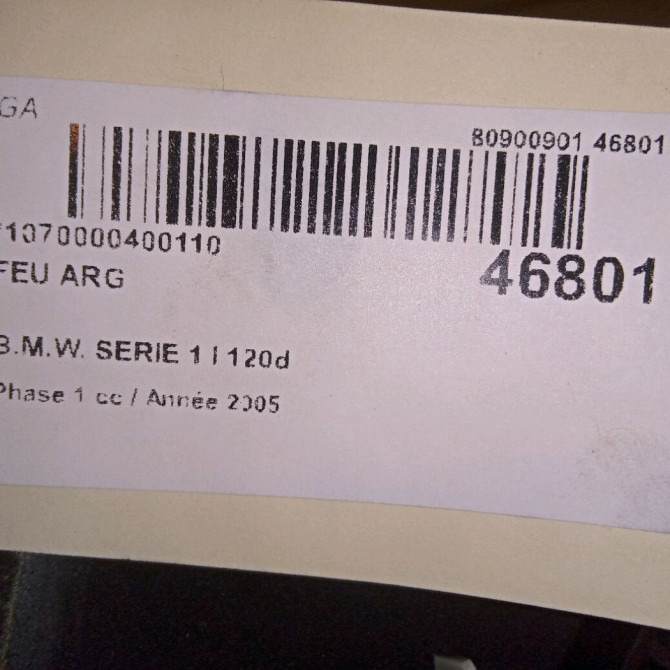 GA
80900901 46801
*1070000400110
46801
FEU ARG
B.M.W. SERIE 1 I 120d
Phase 1 cc / Année 2005